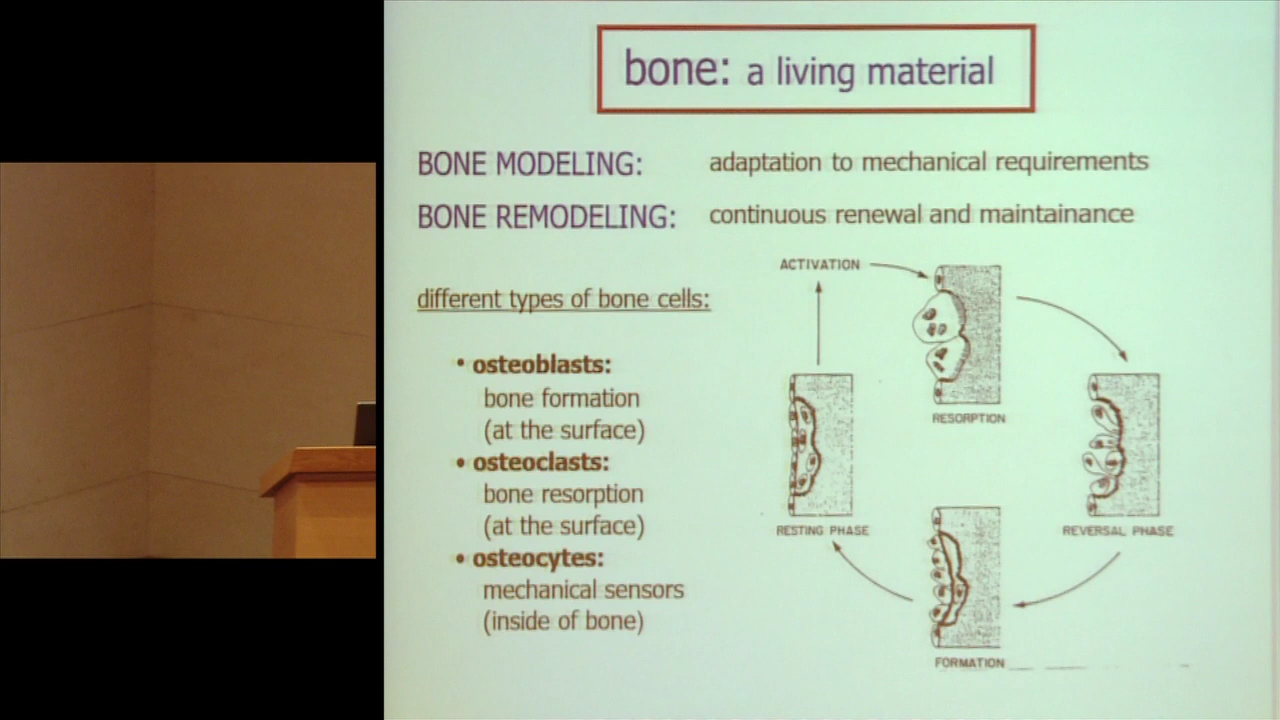 bone: a living material
BONE MODELING: adaptation to mechanical requirements
BONE REMODELING: continuous renewal and maintainance
different types of bone cells:
• osteoblasts:
bone formation
(at the surface)
• osteoclasts:
bone resorption
(at the surface)
• osteocytes:
mechanical sensors
(inside of bone)
ACTIVATION
RESORPTION
RESTING PHASE
REVERSAL PHASE
FORMATION